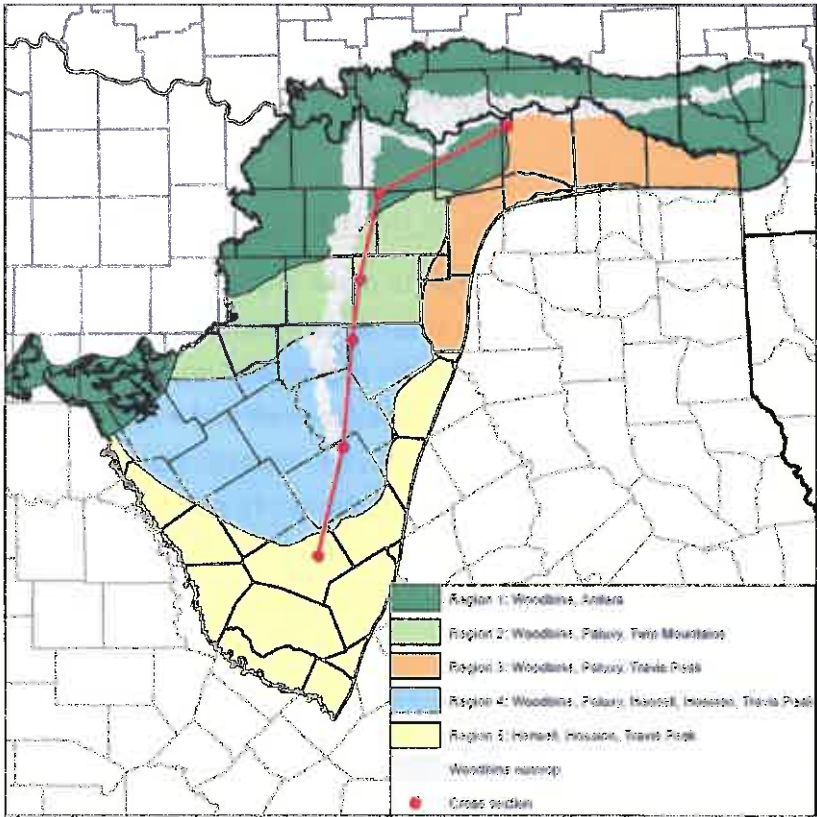 Region 1: Woodbine, Antlers
Region 2: Woodbine, Paluxy, Twin Mountains
Region 3: Woodbine, Paluxy, Travis Peak
Region 4: Woodbine, Paluxy, Hensell, Hosston, Travis Peak
Region 5: Hensell, Hosston, Travis Peak
Woodbine outcrop
Cross section